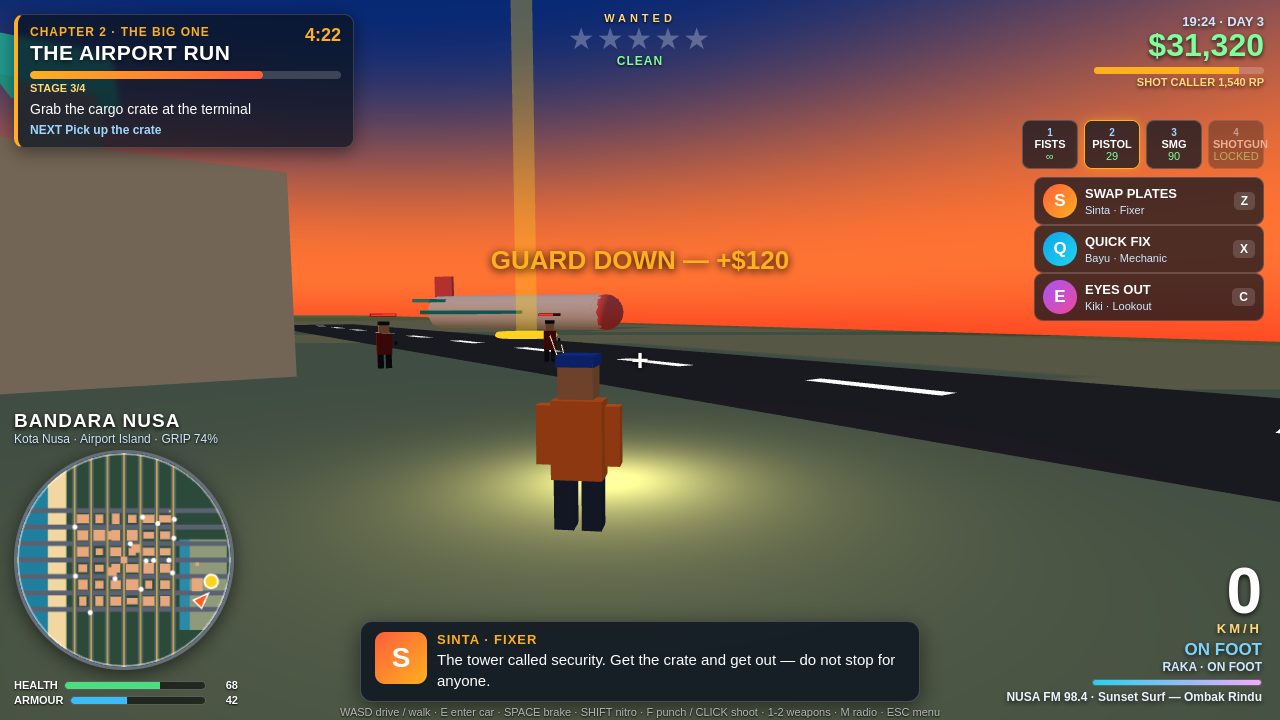 CHAPTER 2 · THE BIG ONE
4:22
THE AIRPORT RUN
STAGE 3/4
Grab the cargo crate at the terminal
NEXT Pick up the crate
WANTED
★★★★★
CLEAN
19:24 · DAY 3
$31,320
SHOT CALLER 1,540 RP
1
FISTS
∞
2
PISTOL
29
3
SMG
90
4
SHOTGUN
LOCKED
S
SWAP PLATES
Sinta · Fixer
Z
Q
QUICK FIX
Bayu · Mechanic
X
E
EYES OUT
Kiki · Lookout
C
GUARD DOWN — +$120
BANDARA NUSA
Kota Nusa · Airport Island · GRIP 74%
HEALTH 68
ARMOUR 42
S
SINTA · FIXER
The tower called security. Get the crate and get out — do not stop for
anyone.
WASD drive / walk · E enter car · SPACE brake · SHIFT nitro · F punch / CLICK shoot · 1-2 weapons · M radio · ESC menu
0
KM/H
ON FOOT
RAKA · ON FOOT
NUSA FM 98.4 · Sunset Surf — Ombak Rindu